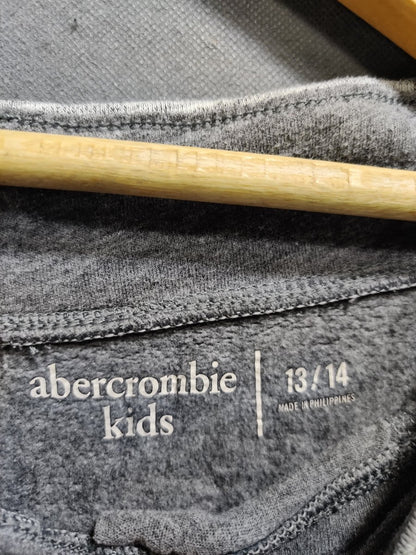 abercrombie
kids
13/14
MADE IN PHILIPPINES